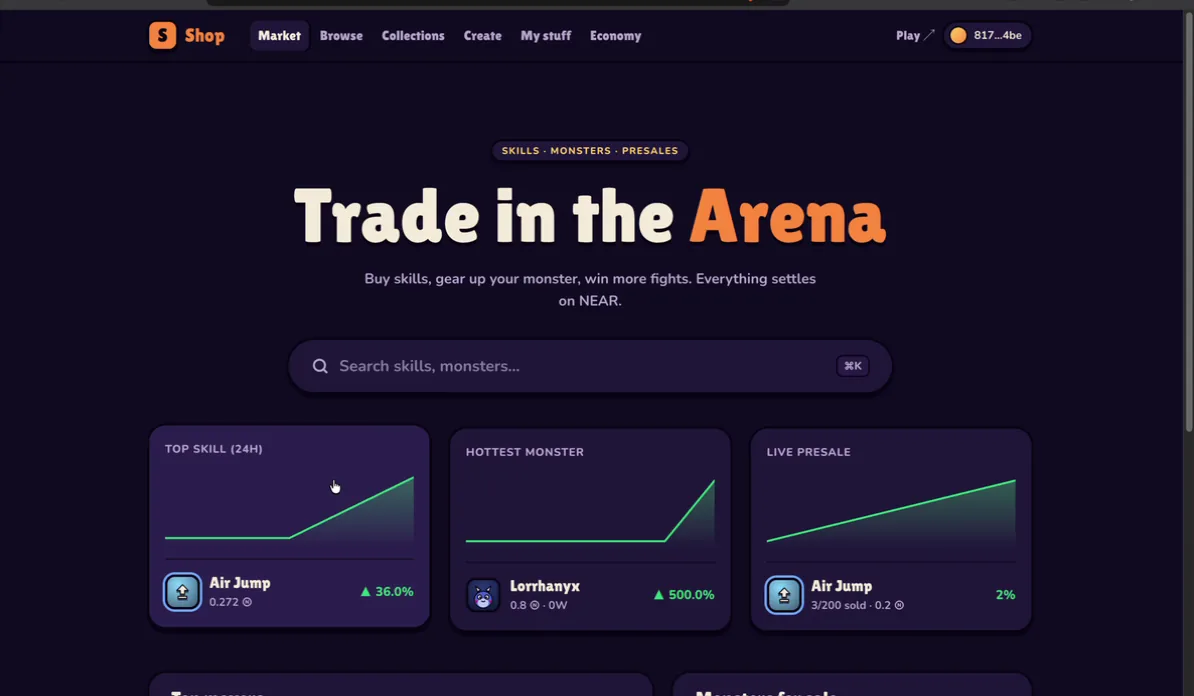 S Shop Market Browse Collections Create My stuff Economy Play ↗ 817...4be
SKILLS · MONSTERS · PRESALES
Trade in the Arena
Buy skills, gear up your monster, win more fights. Everything settles
on NEAR.
Search skills, monsters... ⌘K
TOP SKILL (24H)
Air Jump
0.272
▲ 36.0%
HOTTEST MONSTER
Lorrhanyx
0.8 · 0W
▲ 500.0%
LIVE PRESALE
Air Jump
3/200 sold · 0.2
2%